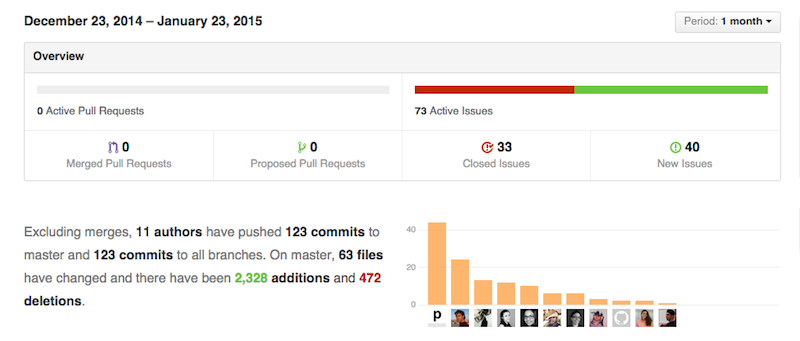 December 23, 2014 – January 23, 2015
Period: 1 month
Overview
0 Active Pull Requests
73 Active Issues
0
Merged Pull Requests
0
Proposed Pull Requests
33
Closed Issues
40
New Issues
Excluding merges, 11 authors have pushed 123 commits to
master and 123 commits to all branches. On master, 63 files
have changed and there have been 2,328 additions and 472
deletions.
40
20
0
p